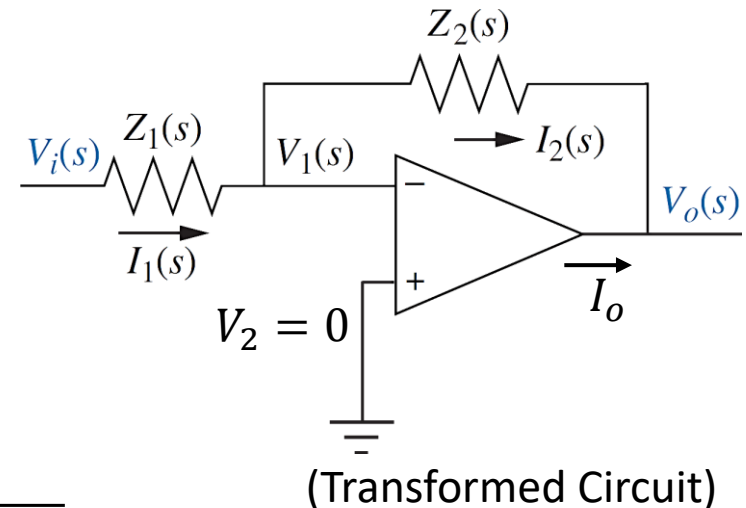 Z₂(s)
Z₁(s)
Vᵢ(s)
V₁(s)
I₂(s)
−
Vₒ(s)
I₁(s)
+
Iₒ
V₂ = 0
(Transformed Circuit)